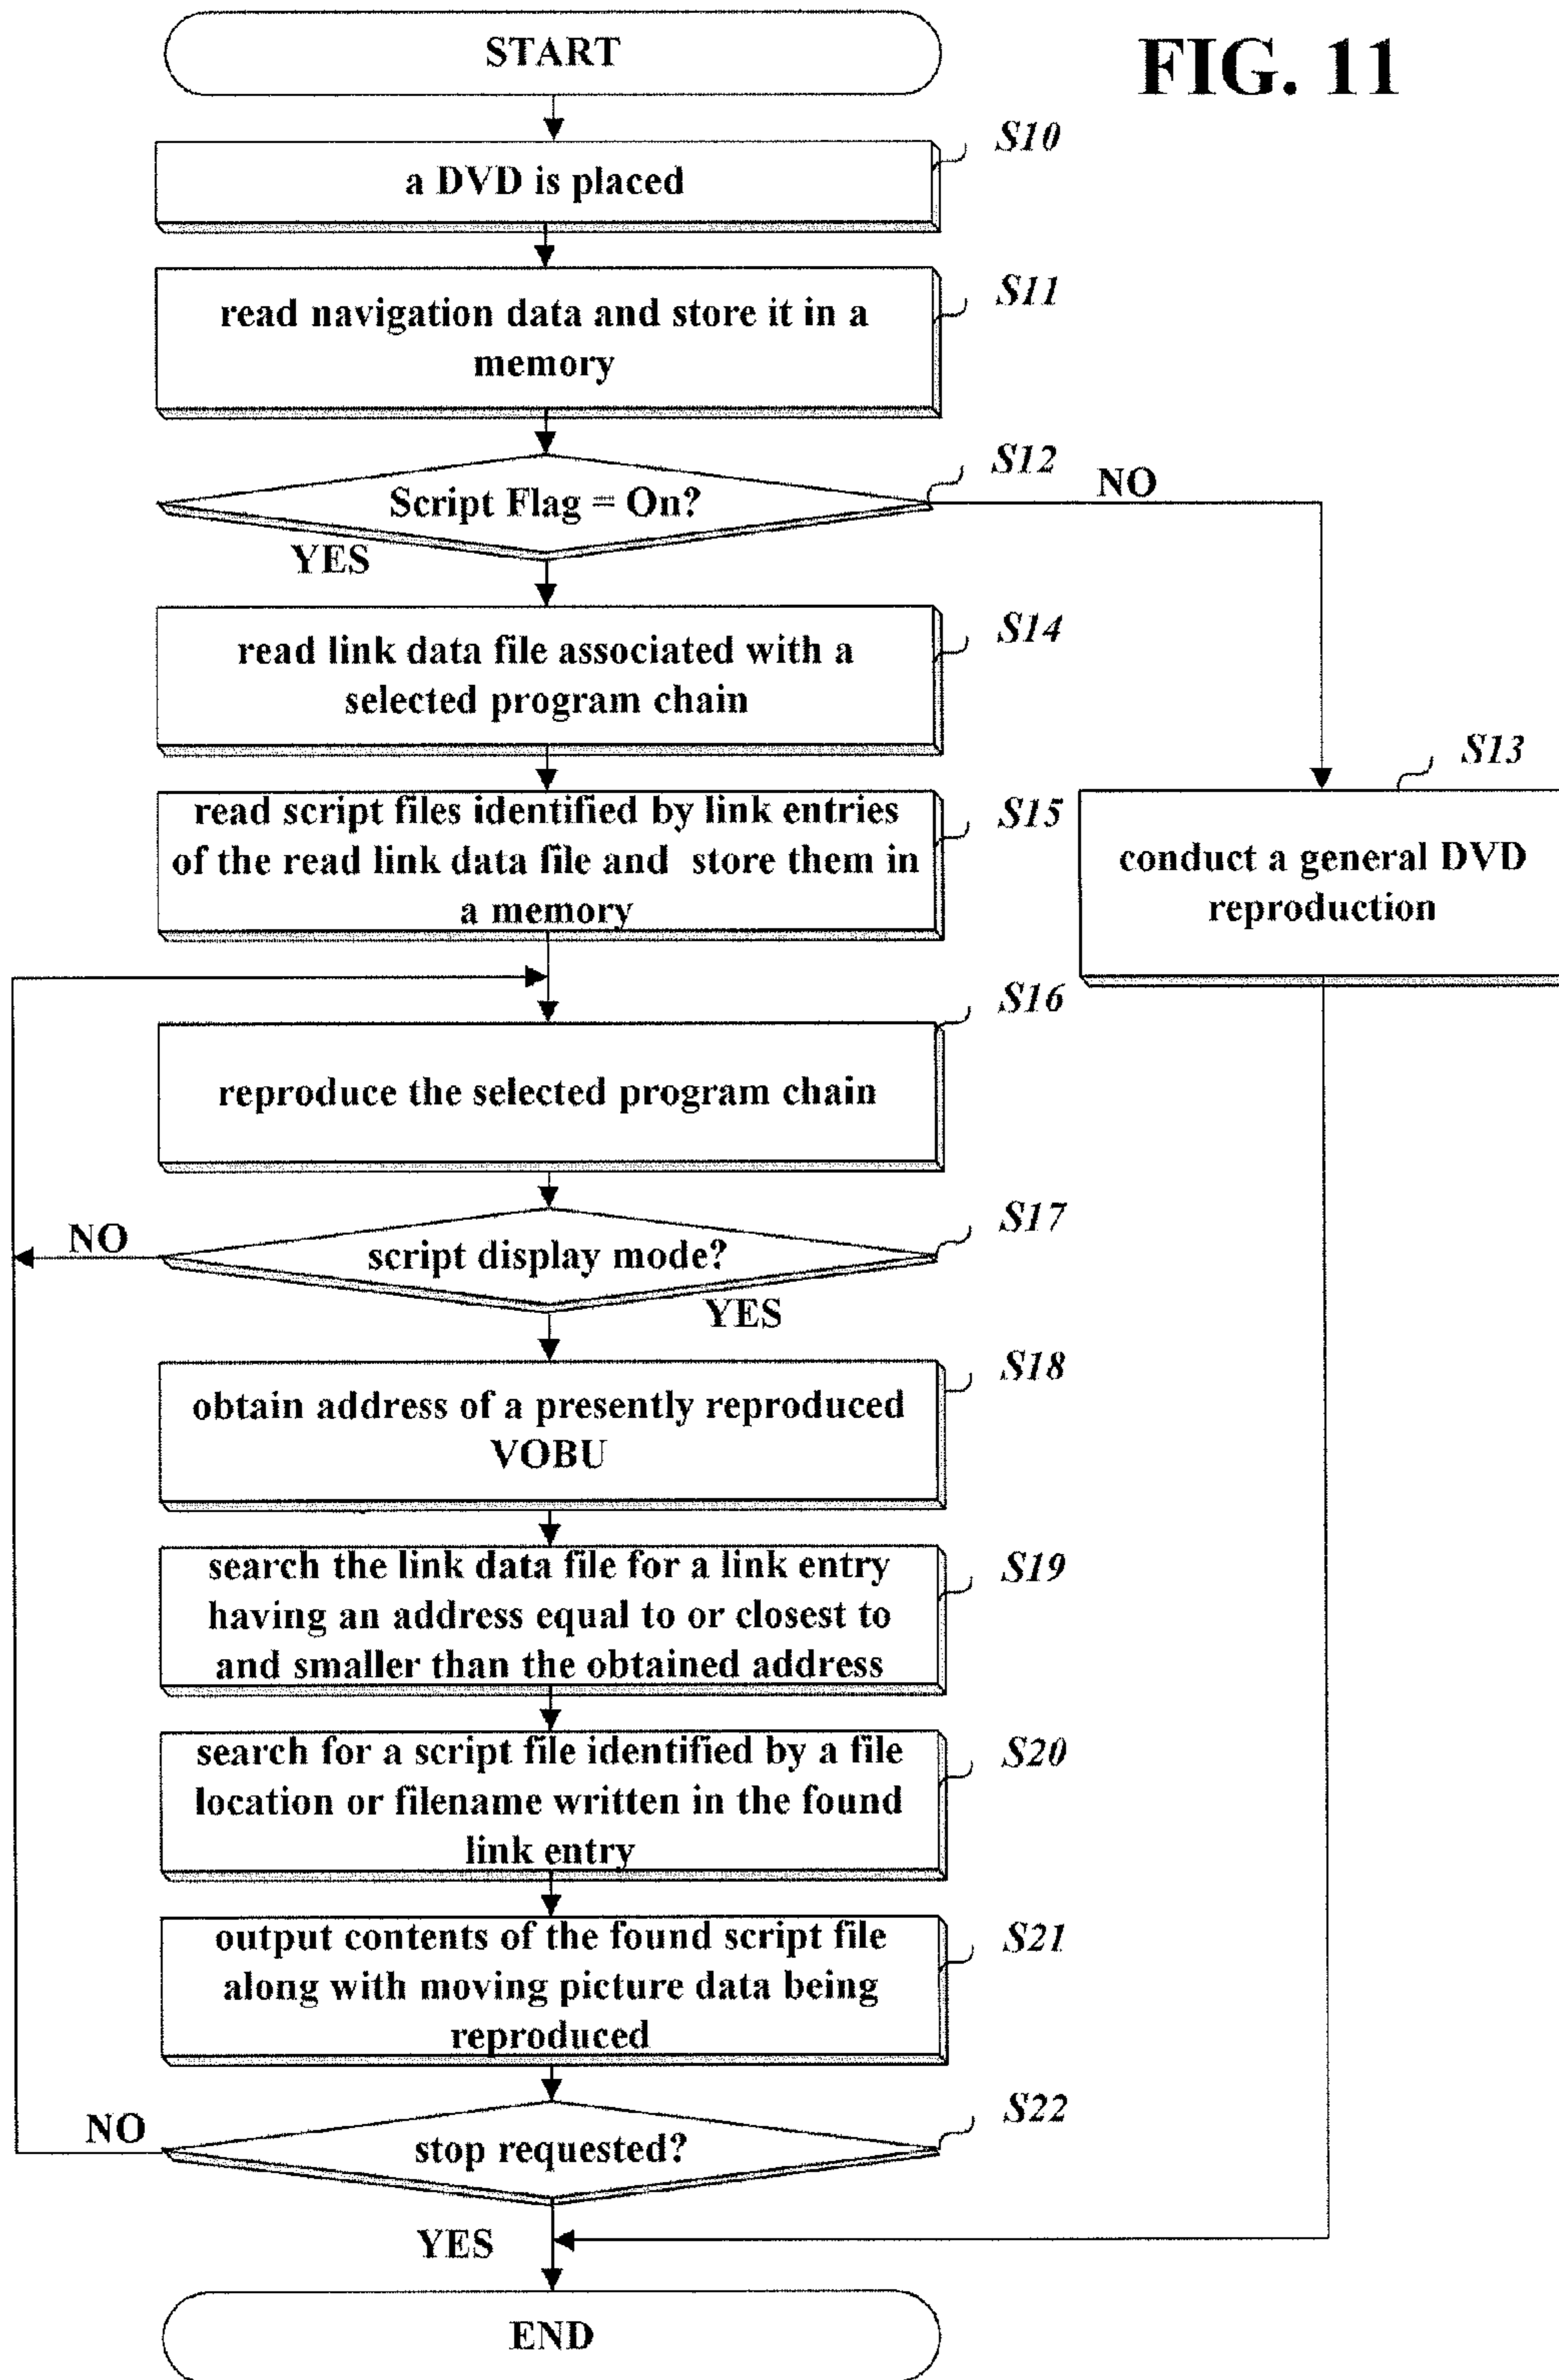 FIG. 11
START
S10
a DVD is placed
S11
read navigation data and store it in a
memory
S12
Script Flag = On?
NO
YES
S14
read link data file associated with a
selected program chain
S13
conduct a general DVD
reproduction
S15
read script files identified by link entries
of the read link data file and store them in
a memory
S16
reproduce the selected program chain
S17
script display mode?
NO
YES
S18
obtain address of a presently reproduced
VOBU
S19
search the link data file for a link entry
having an address equal to or closest to
and smaller than the obtained address
S20
search for a script file identified by a file
location or filename written in the found
link entry
S21
output contents of the found script file
along with moving picture data being
reproduced
S22
stop requested?
NO
YES
END